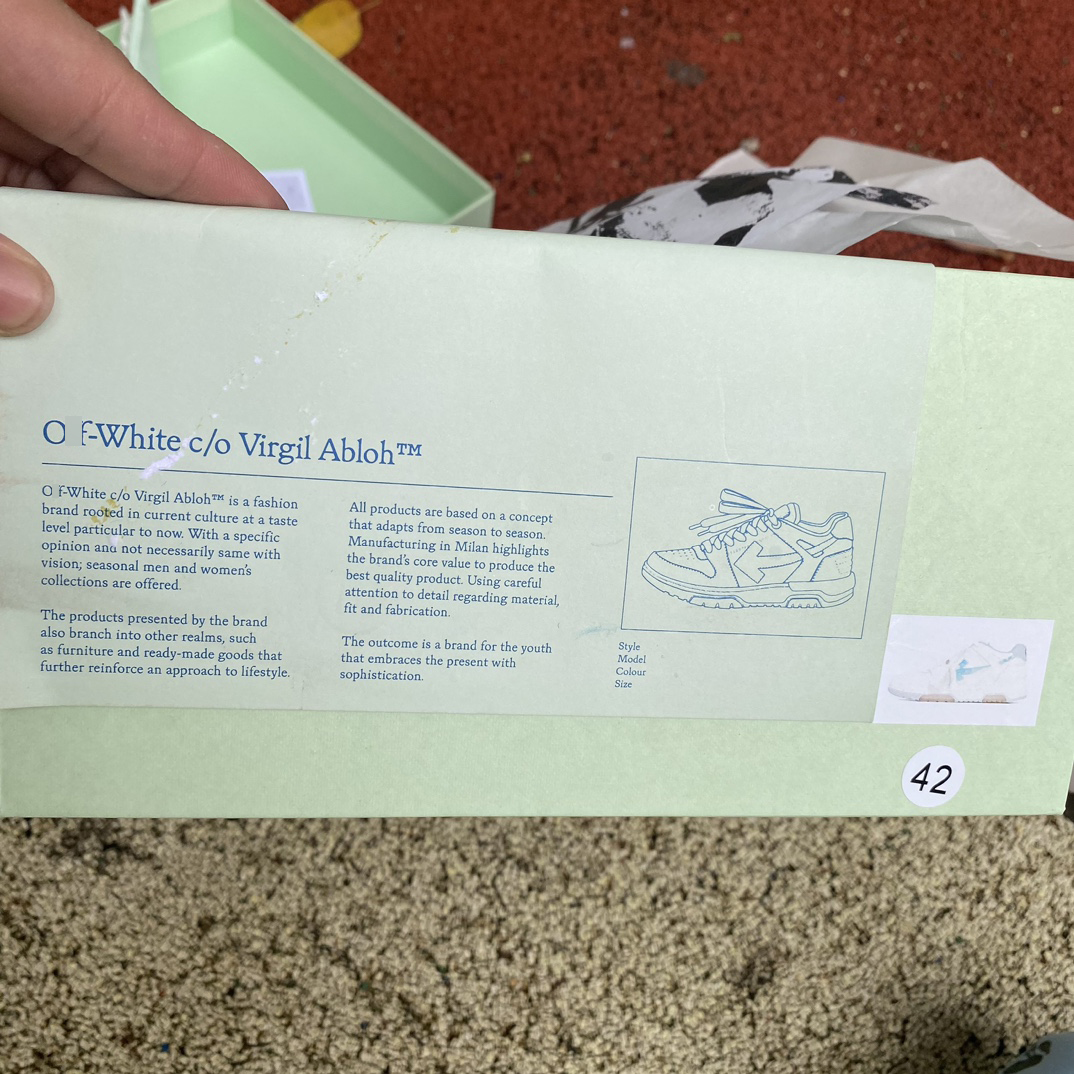 Off-White c/o Virgil Abloh™
Off-White c/o Virgil Abloh™ is a fashion
brand rooted in current culture at a taste
level particular to now. With a specific
opinion and not necessarily same with
vision; seasonal men and women's
collections are offered.
The products presented by the brand
also branch into other realms, such
as furniture and ready-made goods that
further reinforce an approach to lifestyle.
All products are based on a concept
that adapts from season to season.
Manufacturing in Milan highlights
the brand's core value to produce the
best quality product. Using careful
attention to detail regarding material,
fit and fabrication.
The outcome is a brand for the youth
that embraces the present with
sophistication.
Style
Model
Colour
Size
42